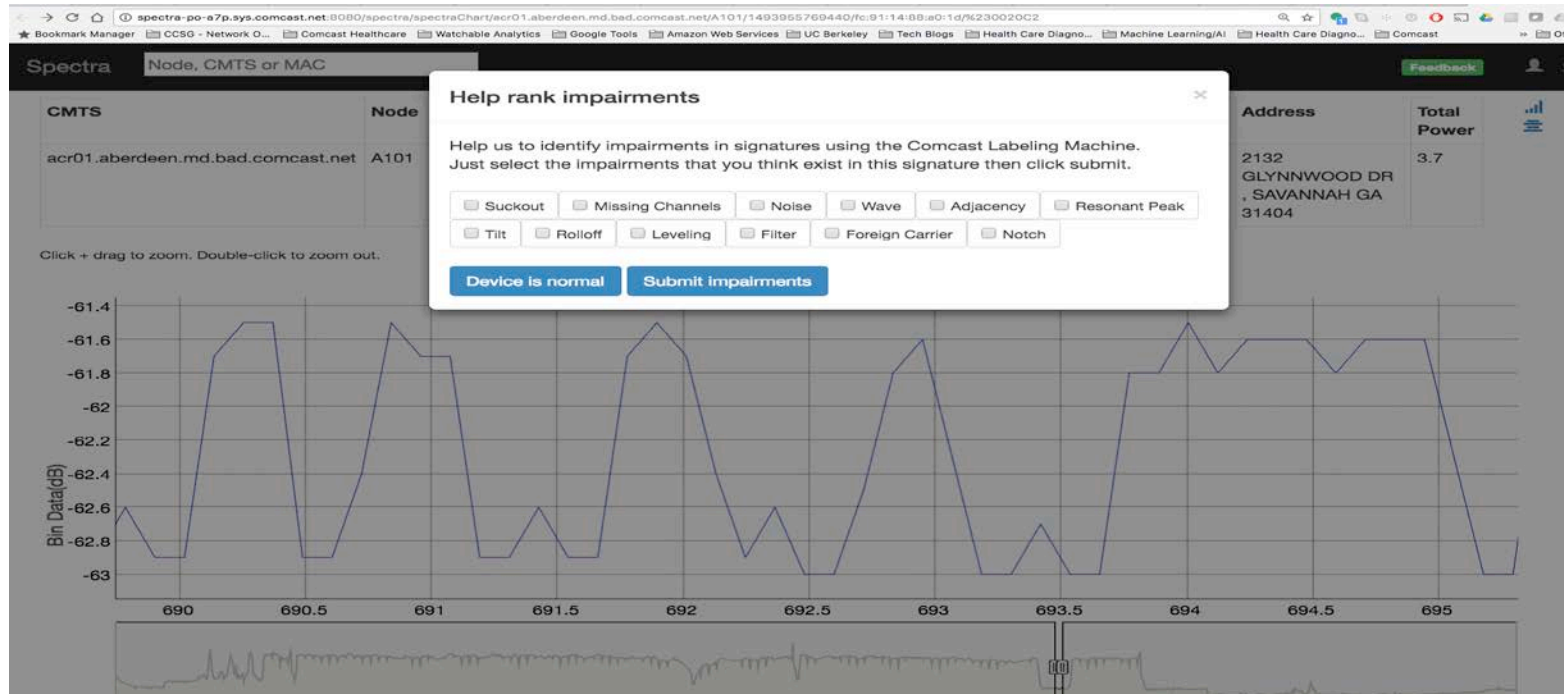 spectra-po-a7p.sys.comcast.net:8080/spectra/spectraChart/acr01.aberdeen.md.bad.comcast.net/A101/1493955769440/fc:91:14:88:a0:1d/%230020C2
Bookmark Manager CCSG - Network O... Comcast Healthcare Watchable Analytics Google Tools Amazon Web Services UC Berkeley Tech Blogs Health Care Diagno... Machine Learning/AI Health Care Diagno... Comcast »
Spectra Node, CMTS or MAC Feedback
Help rank impairments ×
Help us to identify impairments in signatures using the Comcast Labeling Machine.
Just select the impairments that you think exist in this signature then click submit.
Suckout Missing Channels Noise Wave Adjacency Resonant Peak
Tilt Rolloff Leveling Filter Foreign Carrier Notch
Device is normal Submit impairments
CMTS Node Address Total
Power
acr01.aberdeen.md.bad.comcast.net A101 2132 3.7
GLYNNWOOD DR
, SAVANNAH GA
31404
Click + drag to zoom. Double-click to zoom out.
Bin Data(dB)
-61.4
-61.6
-61.8
-62
-62.2
-62.4
-62.6
-62.8
-63
690 690.5 691 691.5 692 692.5 693 693.5 694 694.5 695